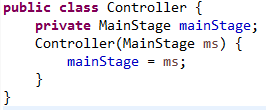 public class Controller {
    private MainStage mainStage;
    Controller(MainStage ms) {
        mainStage = ms;
    }
}